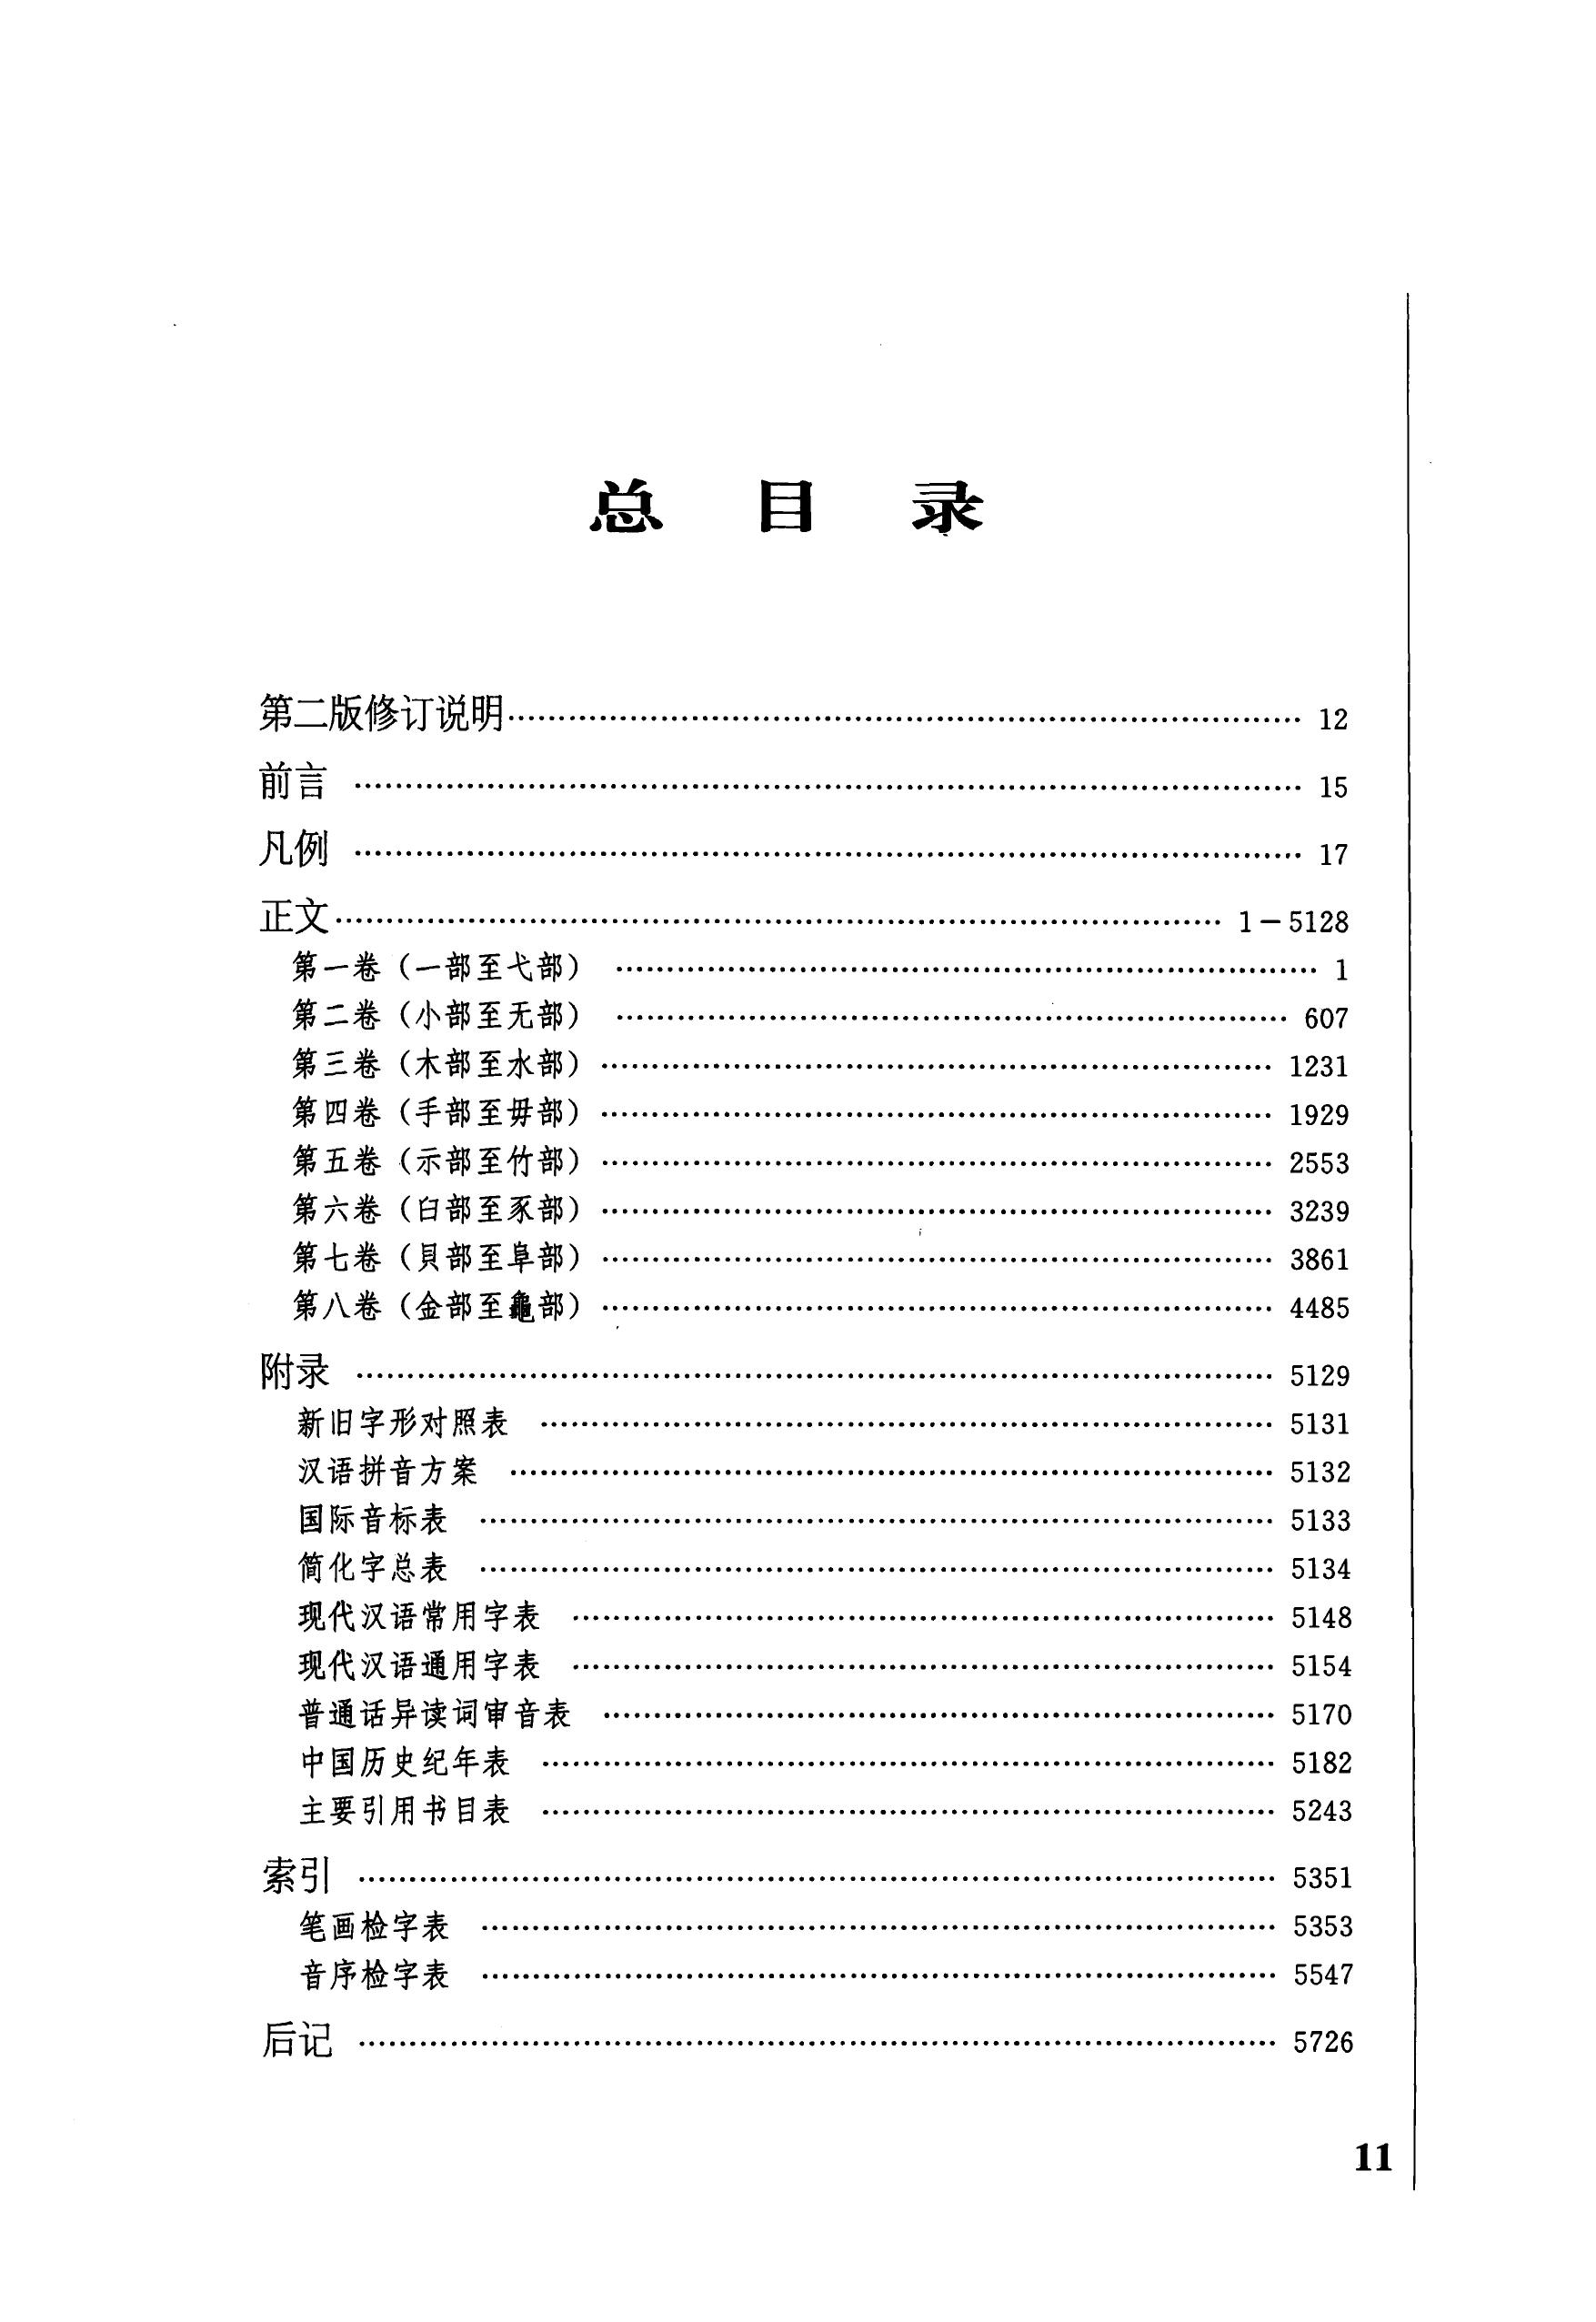 总 目 录
第二版修订说明…………………………………………………………… 12
前言 …………………………………………………………… 15
凡例 …………………………………………………………… 17
正文…………………………………………………………… 1－5128
第一卷（一部至弋部） …………………………………………………………… 1
第二卷（小部至无部） …………………………………………………………… 607
第三卷（木部至水部） …………………………………………………………… 1231
第四卷（手部至毋部） …………………………………………………………… 1929
第五卷（示部至竹部） …………………………………………………………… 2553
第六卷（臼部至豕部） …………………………………………………………… 3239
第七卷（貝部至阜部） …………………………………………………………… 3861
第八卷（金部至龜部） …………………………………………………………… 4485
附录 …………………………………………………………… 5129
新旧字形对照表 …………………………………………………………… 5131
汉语拼音方案 …………………………………………………………… 5132
国际音标表 …………………………………………………………… 5133
简化字总表 …………………………………………………………… 5134
现代汉语常用字表 …………………………………………………………… 5148
现代汉语通用字表 …………………………………………………………… 5154
普通话异读词审音表 …………………………………………………………… 5170
中国历史纪年表 …………………………………………………………… 5182
主要引用书目表 …………………………………………………………… 5243
索引 …………………………………………………………… 5351
笔画检字表 …………………………………………………………… 5353
音序检字表 …………………………………………………………… 5547
后记 …………………………………………………………… 5726
11